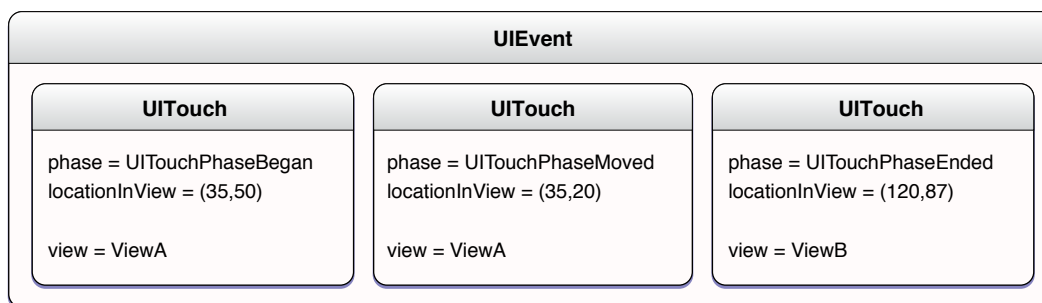 UIEvent
UITouch
phase = UITouchPhaseBegan
locationInView = (35,50)
view = ViewA
UITouch
phase = UITouchPhaseMoved
locationInView = (35,20)
view = ViewA
UITouch
phase = UITouchPhaseEnded
locationInView = (120,87)
view = ViewB